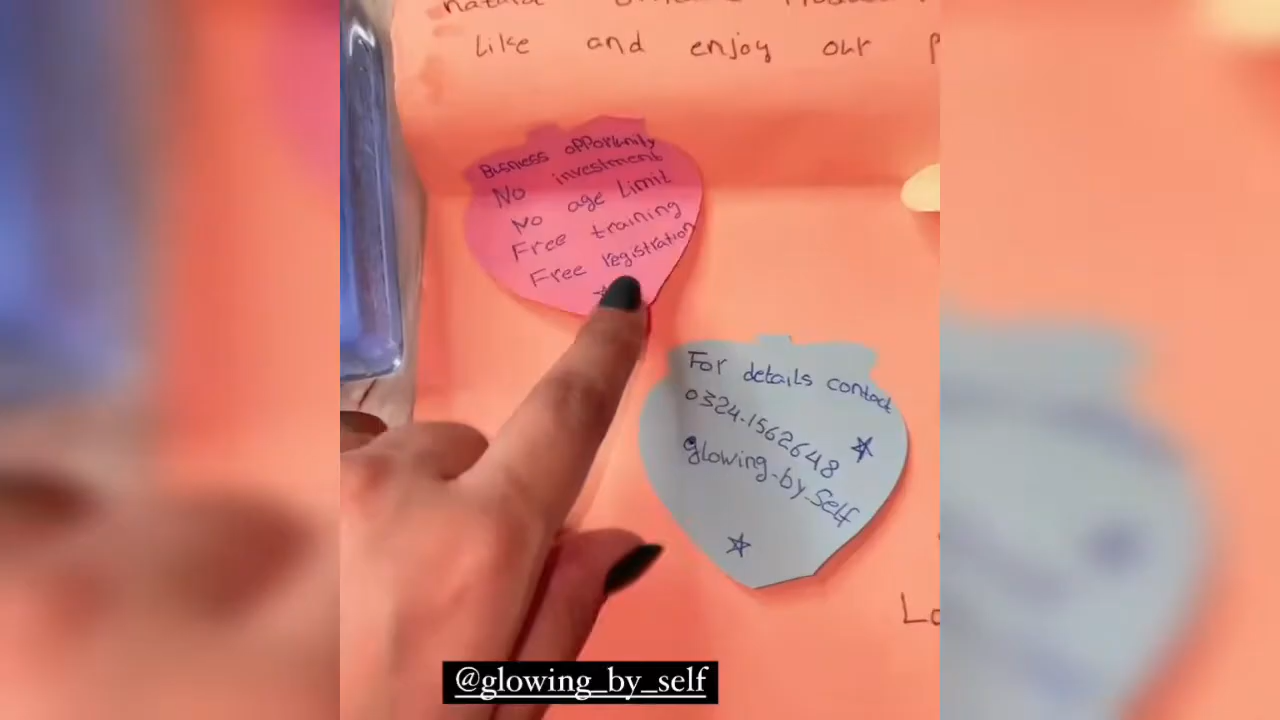 Like and enjoy our
Business opportunity
No investment
No age Limit
Free training
Free registration
For details contact
0324-1562648
glowing-by-self
@glowing_by_self